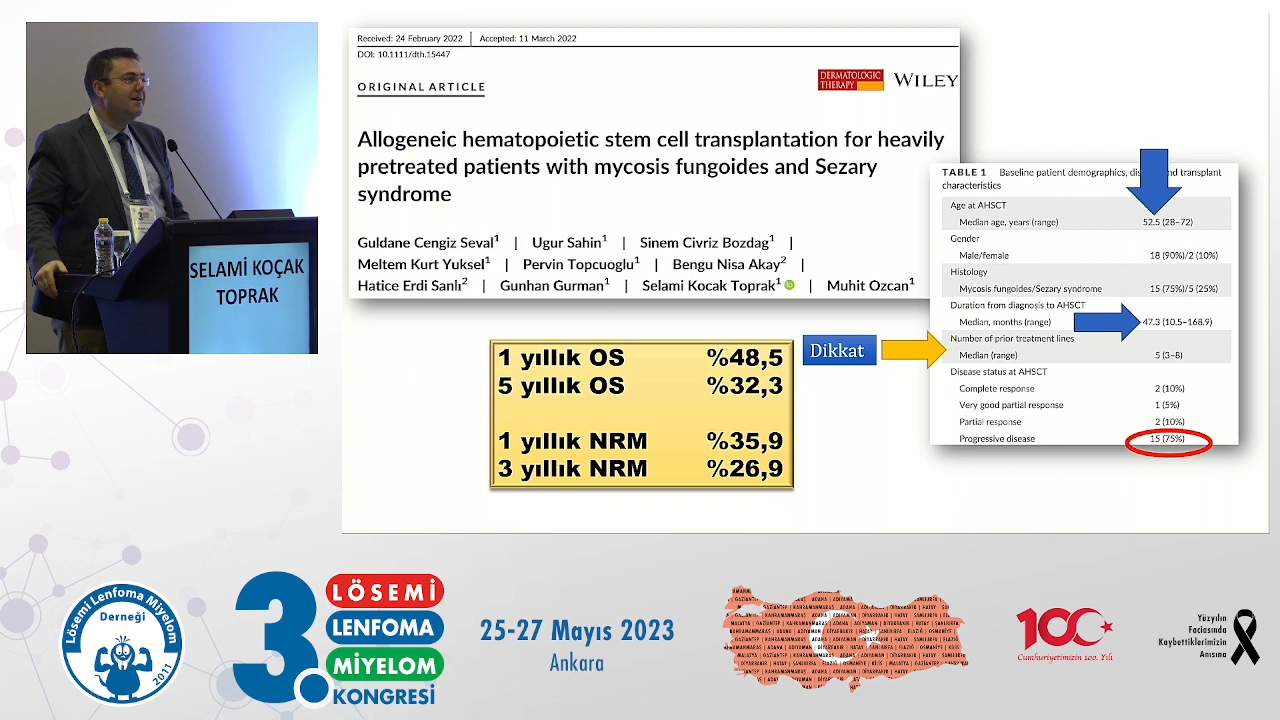 Received: 24 February 2022 | Accepted: 11 March 2022
DOI: 10.1111/dth.15447
ORIGINAL ARTICLE
DERMATOLOGIC
THERAPY
WILEY
Allogeneic hematopoietic stem cell transplantation for heavily
pretreated patients with mycosis fungoides and Sezary
syndrome
Guldane Cengiz Seval1 | Ugur Sahin1 | Sinem Civriz Bozdag1 |
Meltem Kurt Yuksel1 | Pervin Topcuoglu1 | Bengu Nisa Akay2 |
Hatice Erdi Sanlı2 | Gunhan Gurman1 | Selami Kocak Toprak1 iD | Muhit Ozcan1
TABLE 1 Baseline patient demographics, and transplant
characteristics
Age at AHSCT
Median age, years (range) 52.5 (28–72)
Gender
Male/female 18 (90%)/2 (10%)
Histology
Mycosis fungoides/Sezary syndrome 15 (75%)/5 (25%)
Duration from diagnosis to AHSCT
Median, months (range) 47.3 (10.5–168.9)
Number of prior treatment lines
Median (range) 5 (3–8)
Disease status at AHSCT
Complete response 2 (10%)
Very good partial response 1 (5%)
Partial response 2 (10%)
Progressive disease 15 (75%)
1 yıllık OS %48,5
5 yıllık OS %32,3
1 yıllık NRM %35,9
3 yıllık NRM %26,9
Dikkat
SELAMİ KOÇAK
TOPRAK
Lösemi Lenfoma Miyelom
Derneği
2021
3.
LÖSEMİ
LENFOMA
MİYELOM
KONGRESİ
25-27 Mayıs 2023
Ankara
100
Cumhuriyetimizin 100. Yılı
Yüzyılın
Faciasında
Kaybettiklerimizin
Anısına